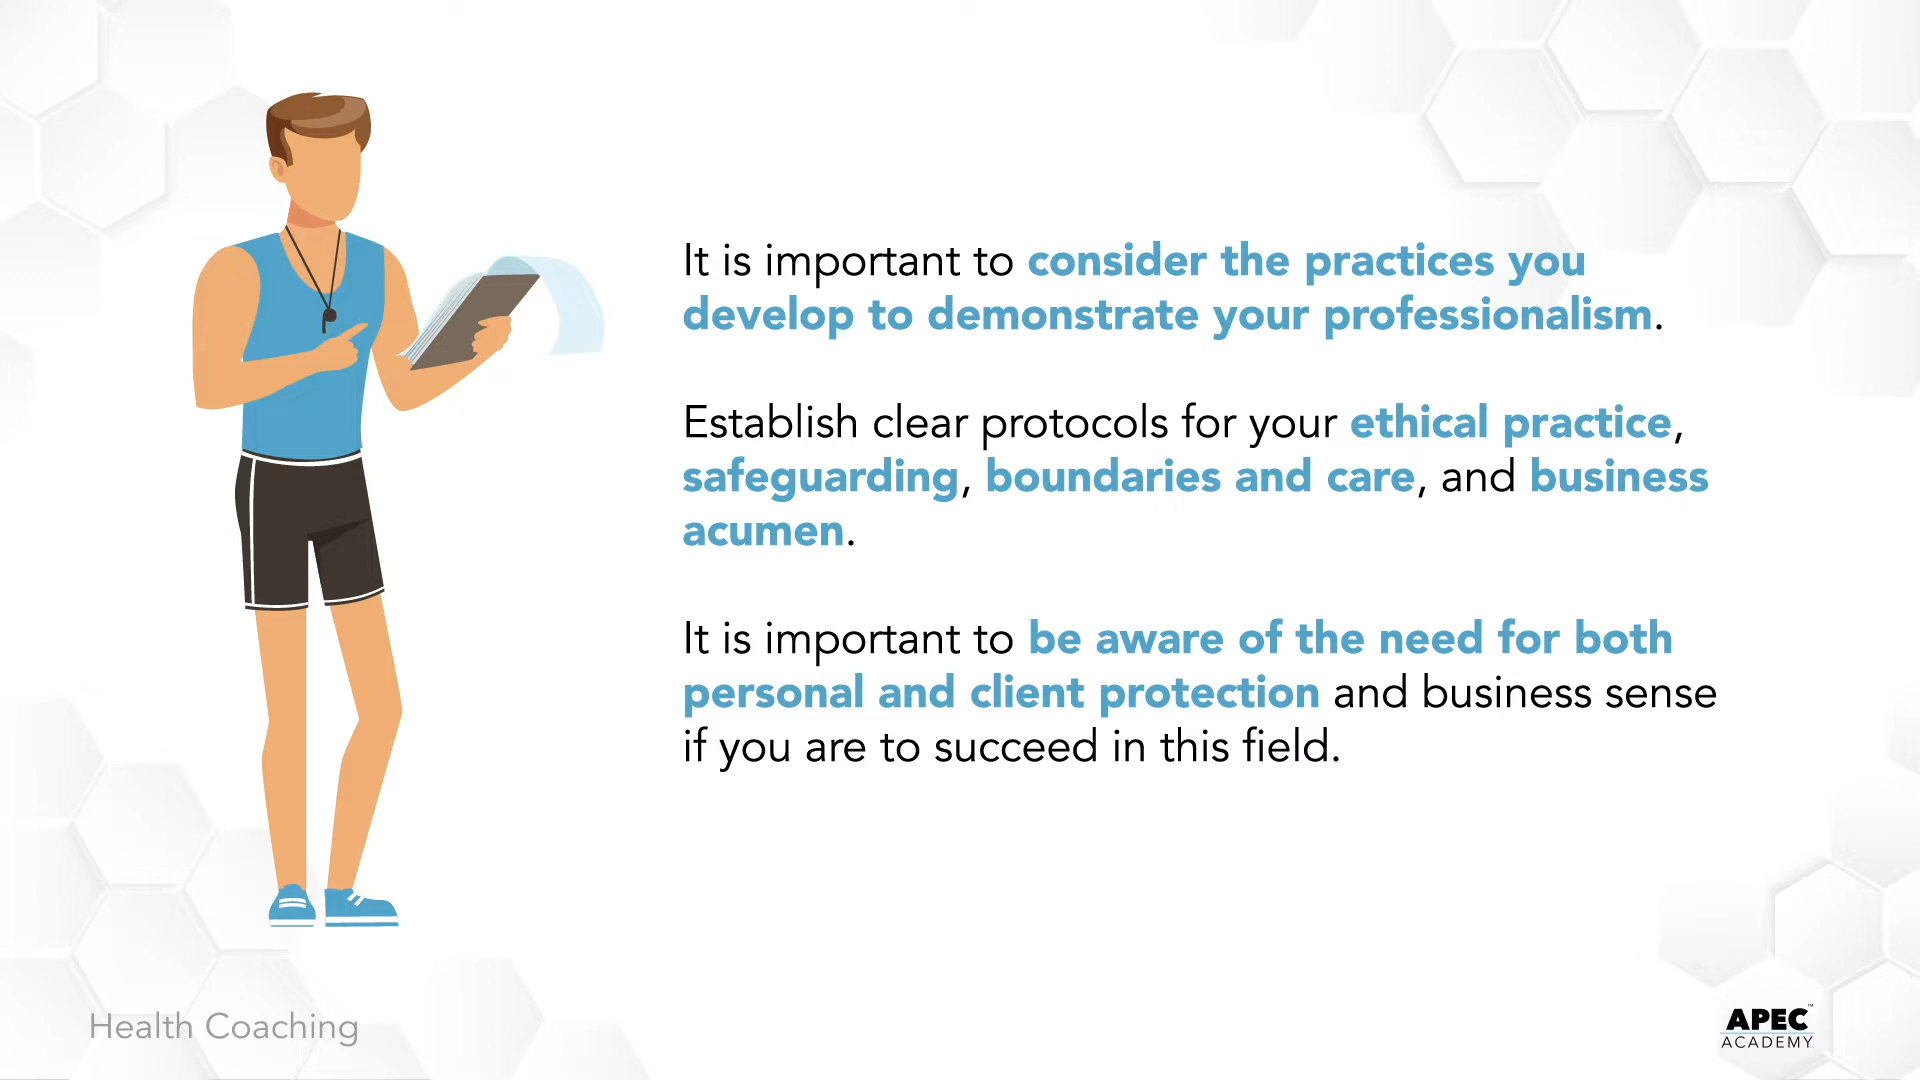 It is important to consider the practices you
develop to demonstrate your professionalism.
Establish clear protocols for your ethical practice,
safeguarding, boundaries and care, and business
acumen.
It is important to be aware of the need for both
personal and client protection and business sense
if you are to succeed in this field.
Health Coaching
APEC™
ACADEMY